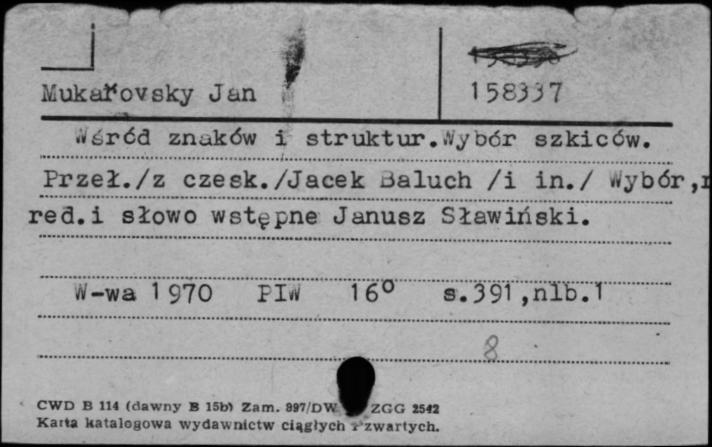 Mukařovsky Jan
158337
Wśród znaków i struktur.Wybór szkiców.
Przeł./z czesk./Jacek Baluch /i in./ Wybór,
red.i słowo wstępne Janusz Sławiński.
W-wa 1970 PIW 16° s.391,nlb.1
8
CWD B 114 (dawny B 15b) Zam. 897/DW ZGG 2542
Karta katalogowa wydawnictw ciągłych i zwartych.